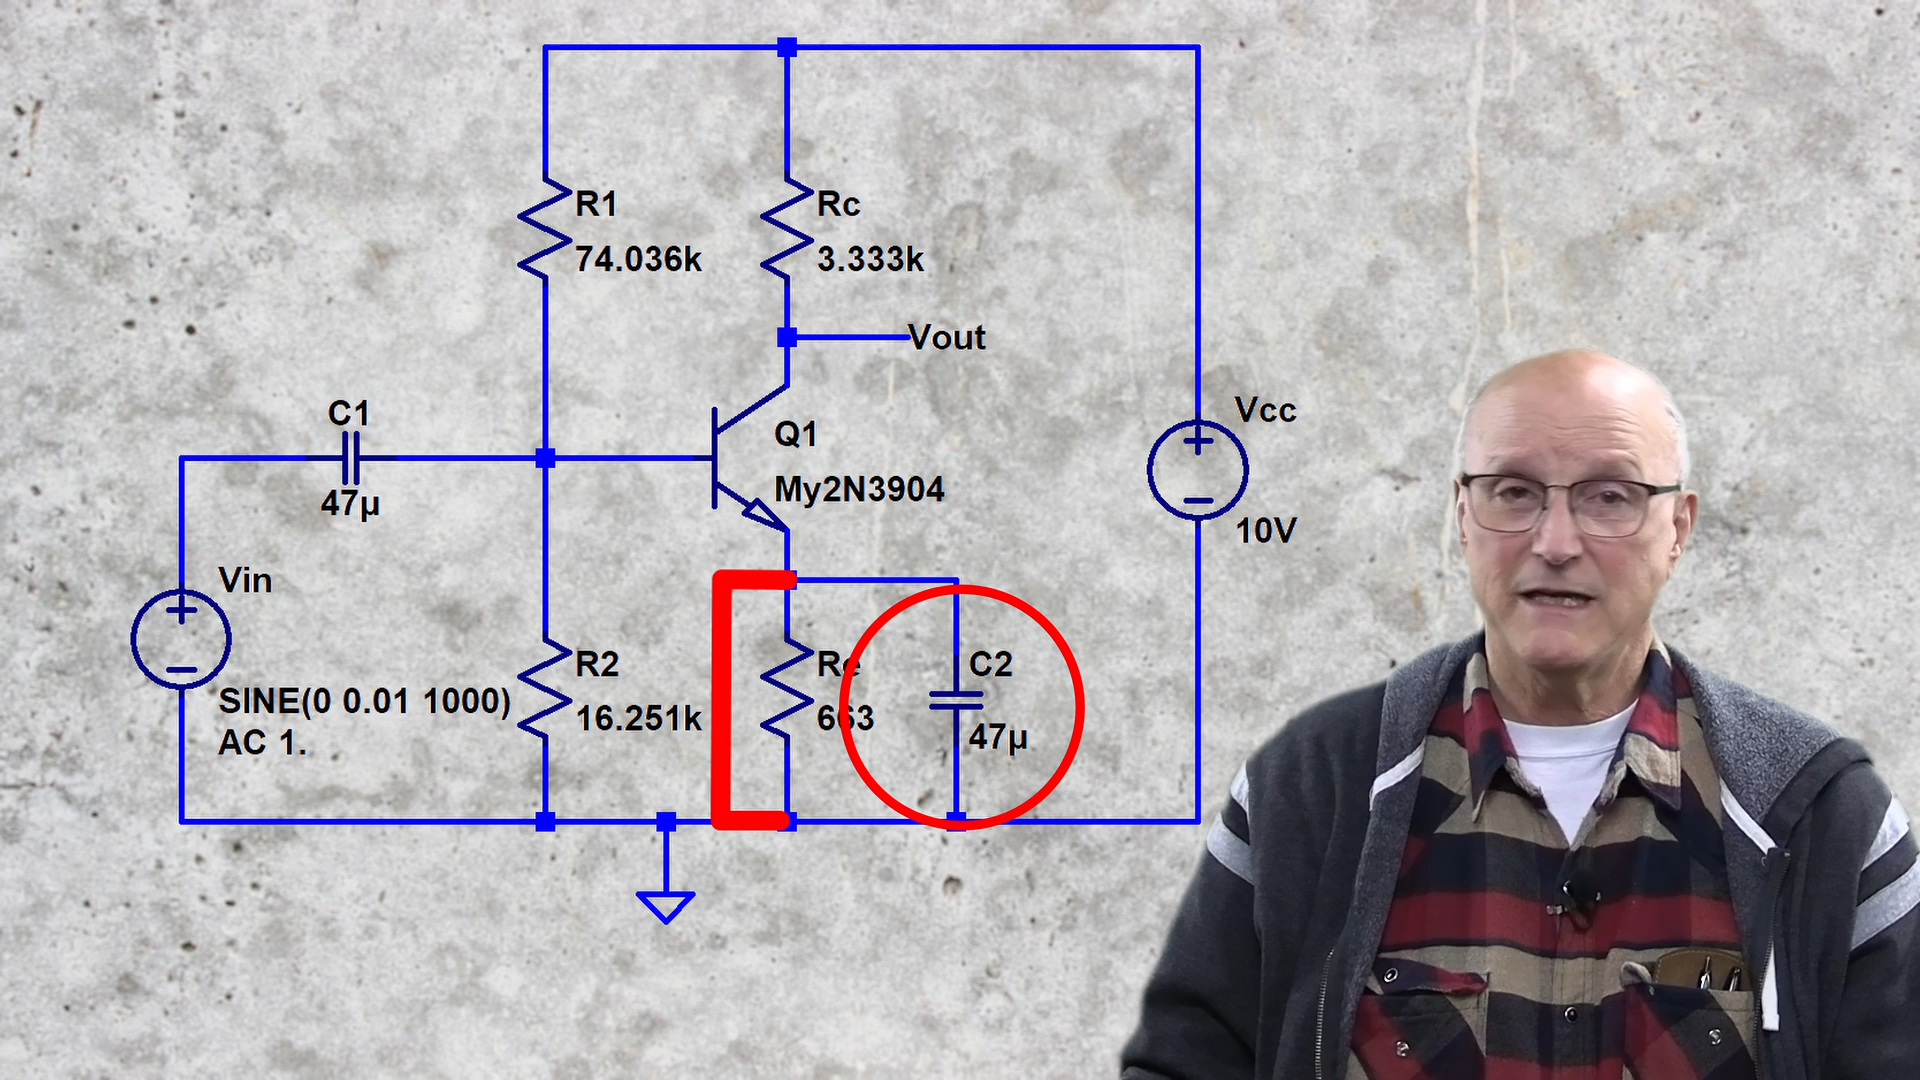 R1
74.036k
Rc
3.333k
Vout
C1
47µ
Q1
My2N3904
Vcc
10V
Vin
SINE(0 0.01 1000)
AC 1.
R2
16.251k
Re
663
C2
47µ